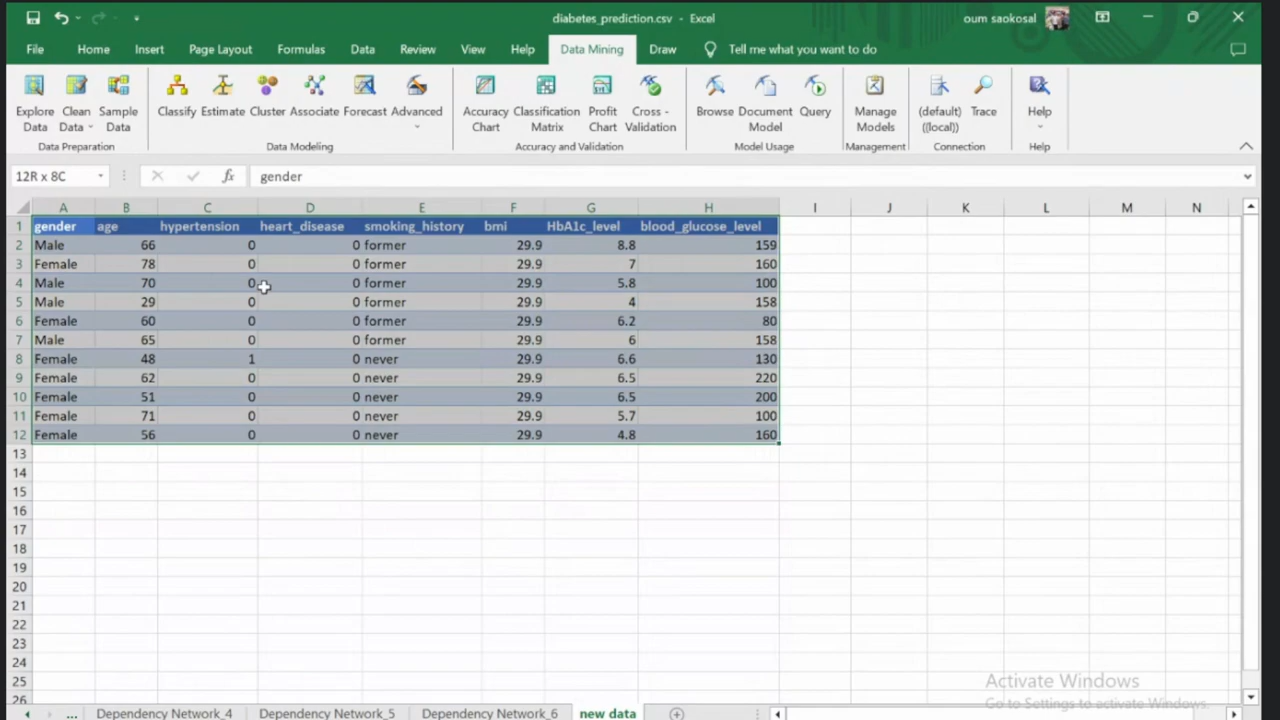 diabetes_prediction.csv - Excel
oum saokosal
File Home Insert Page Layout Formulas Data Review View Help Data Mining Draw Tell me what you want to do
Explore Clean Sample Classify Estimate Cluster Associate Forecast Advanced Accuracy Classification Profit Cross - Browse Document Query Manage (default) Trace Help
Data Data Data Chart Matrix Chart Validation Model Models ((local))
Data Preparation Data Modeling Accuracy and Validation Model Usage Management Connection Help
12R x 8C fx gender
A B C D E F G H I J K L M N
1 gender age hypertension heart_disease smoking_history bmi HbA1c_level blood_glucose_level
2 Male 66 0 0 former 29.9 8.8 159
3 Female 78 0 0 former 29.9 7 160
4 Male 70 0 0 former 29.9 5.8 100
5 Male 29 0 0 former 29.9 4 158
6 Female 60 0 0 former 29.9 6.2 80
7 Male 65 0 0 former 29.9 6 158
8 Female 48 1 0 never 29.9 6.6 130
9 Female 62 0 0 never 29.9 6.5 220
10 Female 51 0 0 never 29.9 6.5 200
11 Female 71 0 0 never 29.9 5.7 100
12 Female 56 0 0 never 29.9 4.8 160
13
14
15
16
17
18
19
20
21
22
23
24
25
26
Activate Windows
Go to Settings to activate Windows.
... Dependency Network_4 Dependency Network_5 Dependency Network_6 new data